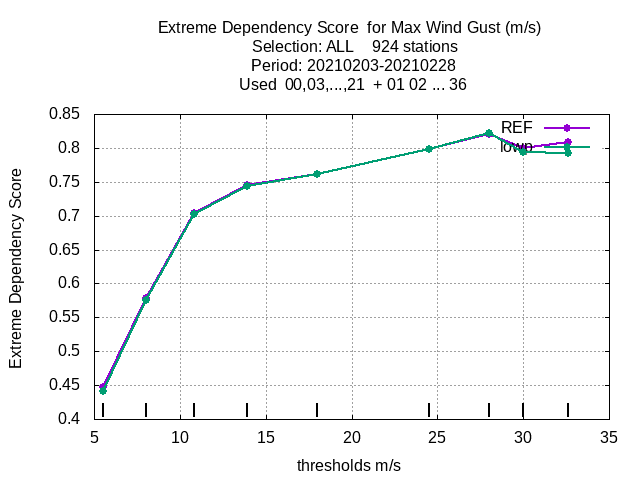 Extreme Dependency Score  for Max Wind Gust (m/s)
Selection: ALL    924 stations
Period: 20210203-20210228
Used  00,03,...,21  + 01 02 ... 36
0.85
REF
0.8
lowp
0.75
0.7
0.65
0.6
0.55
0.5
0.45
0.4
Extreme Dependency Score
5 10 15 20 25 30 35
thresholds m/s